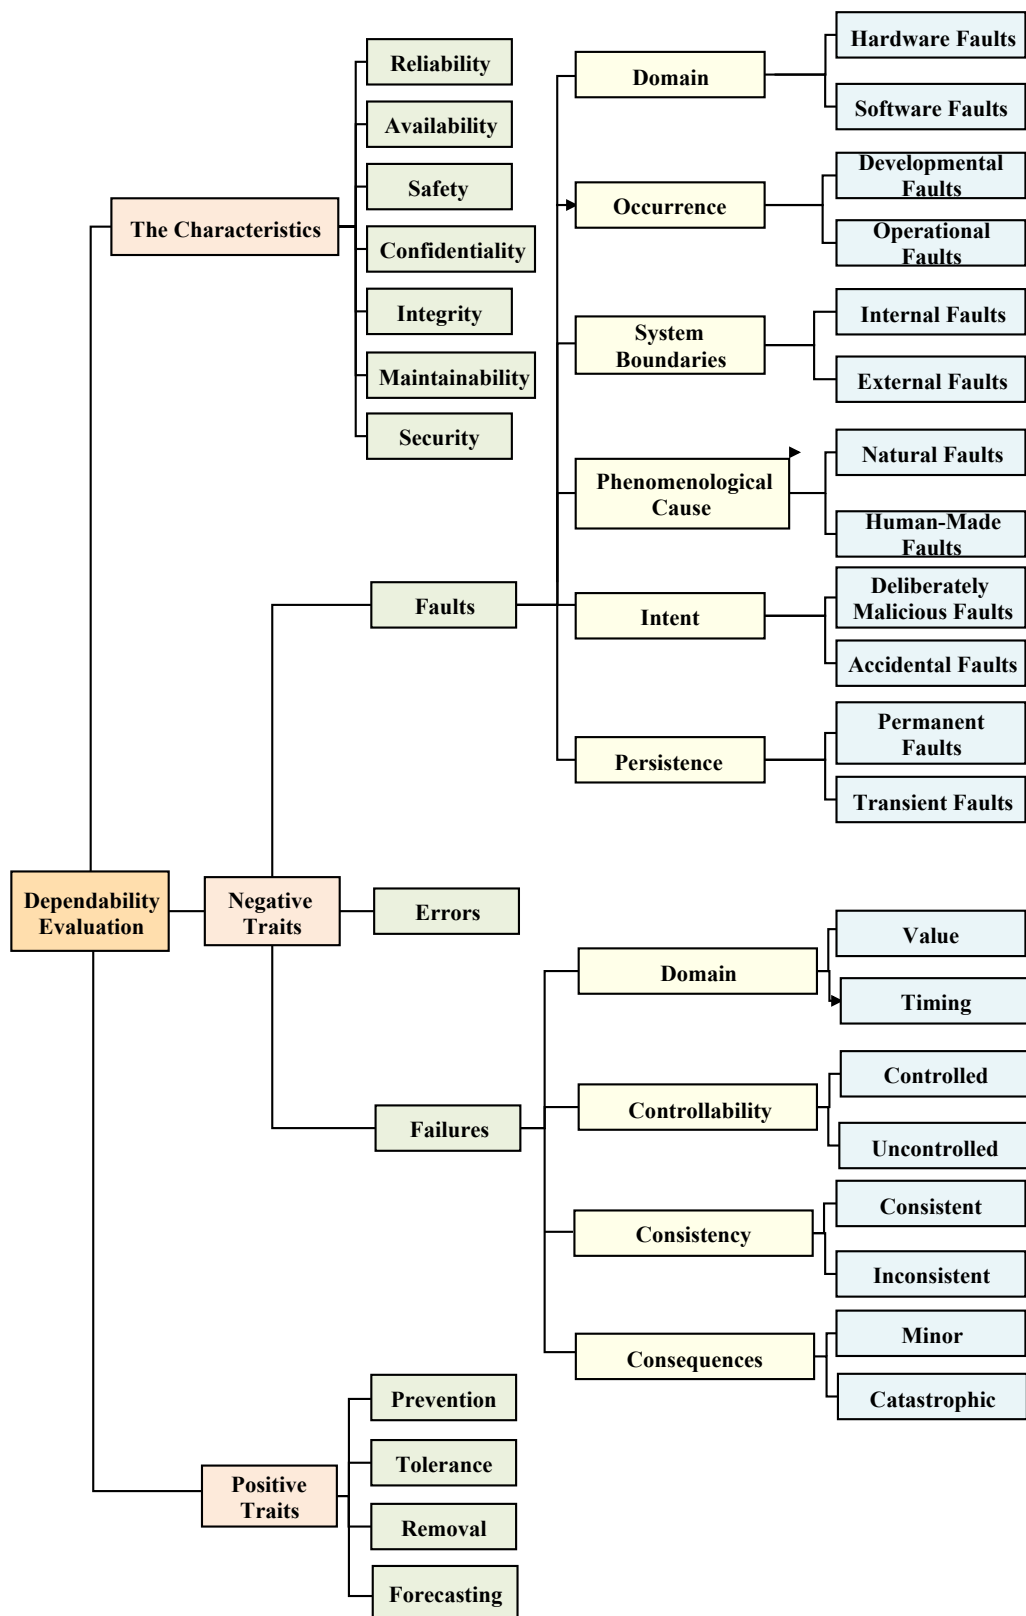 Reliability
Availability
Safety
The Characteristics
Confidentiality
Integrity
Maintainability
Security
Domain
Hardware Faults
Software Faults
Occurrence
Developmental
Faults
Operational
Faults
System
Boundaries
Internal Faults
External Faults
Phenomenological
Cause
Natural Faults
Human-Made
Faults
Faults
Intent
Deliberately
Malicious Faults
Accidental Faults
Persistence
Permanent
Faults
Transient Faults
Dependability
Evaluation
Negative
Traits
Errors
Domain
Value
Timing
Failures
Controllability
Controlled
Uncontrolled
Consistency
Consistent
Inconsistent
Consequences
Minor
Catastrophic
Positive
Traits
Prevention
Tolerance
Removal
Forecasting